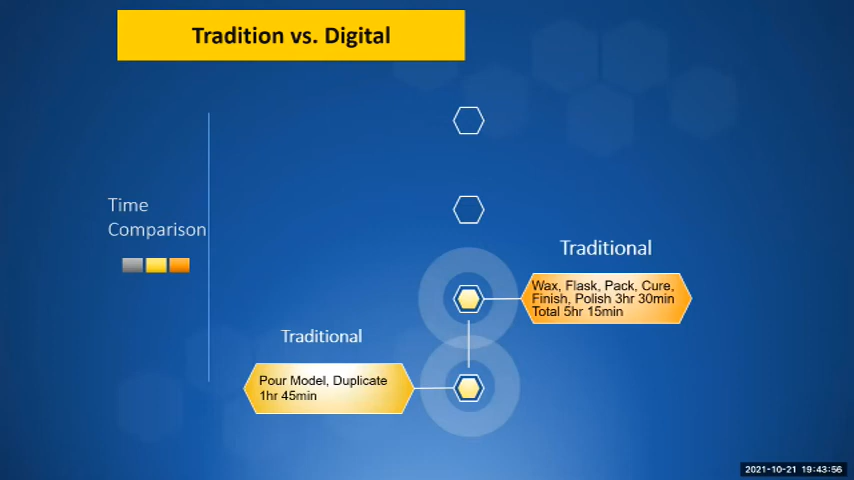 Tradition vs. Digital
Time
Comparison
Traditional
Wax, Flask, Pack, Cure,
Finish, Polish 3hr 30min
Total 5hr 15min
Traditional
Pour Model, Duplicate
1hr 45min
2021-10-21 19:43:56